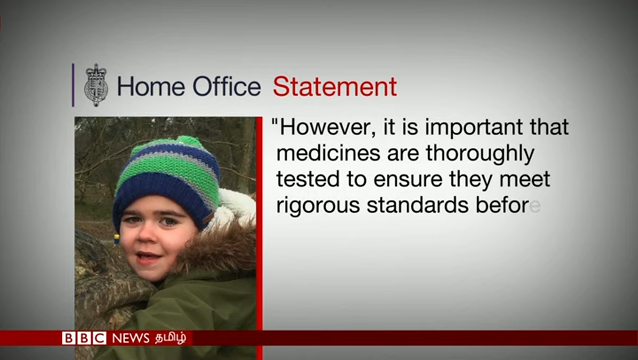 Home Office Statement
"However, it is important that
medicines are thoroughly
tested to ensure they meet
rigorous standards before
BBC NEWS தமிழ்